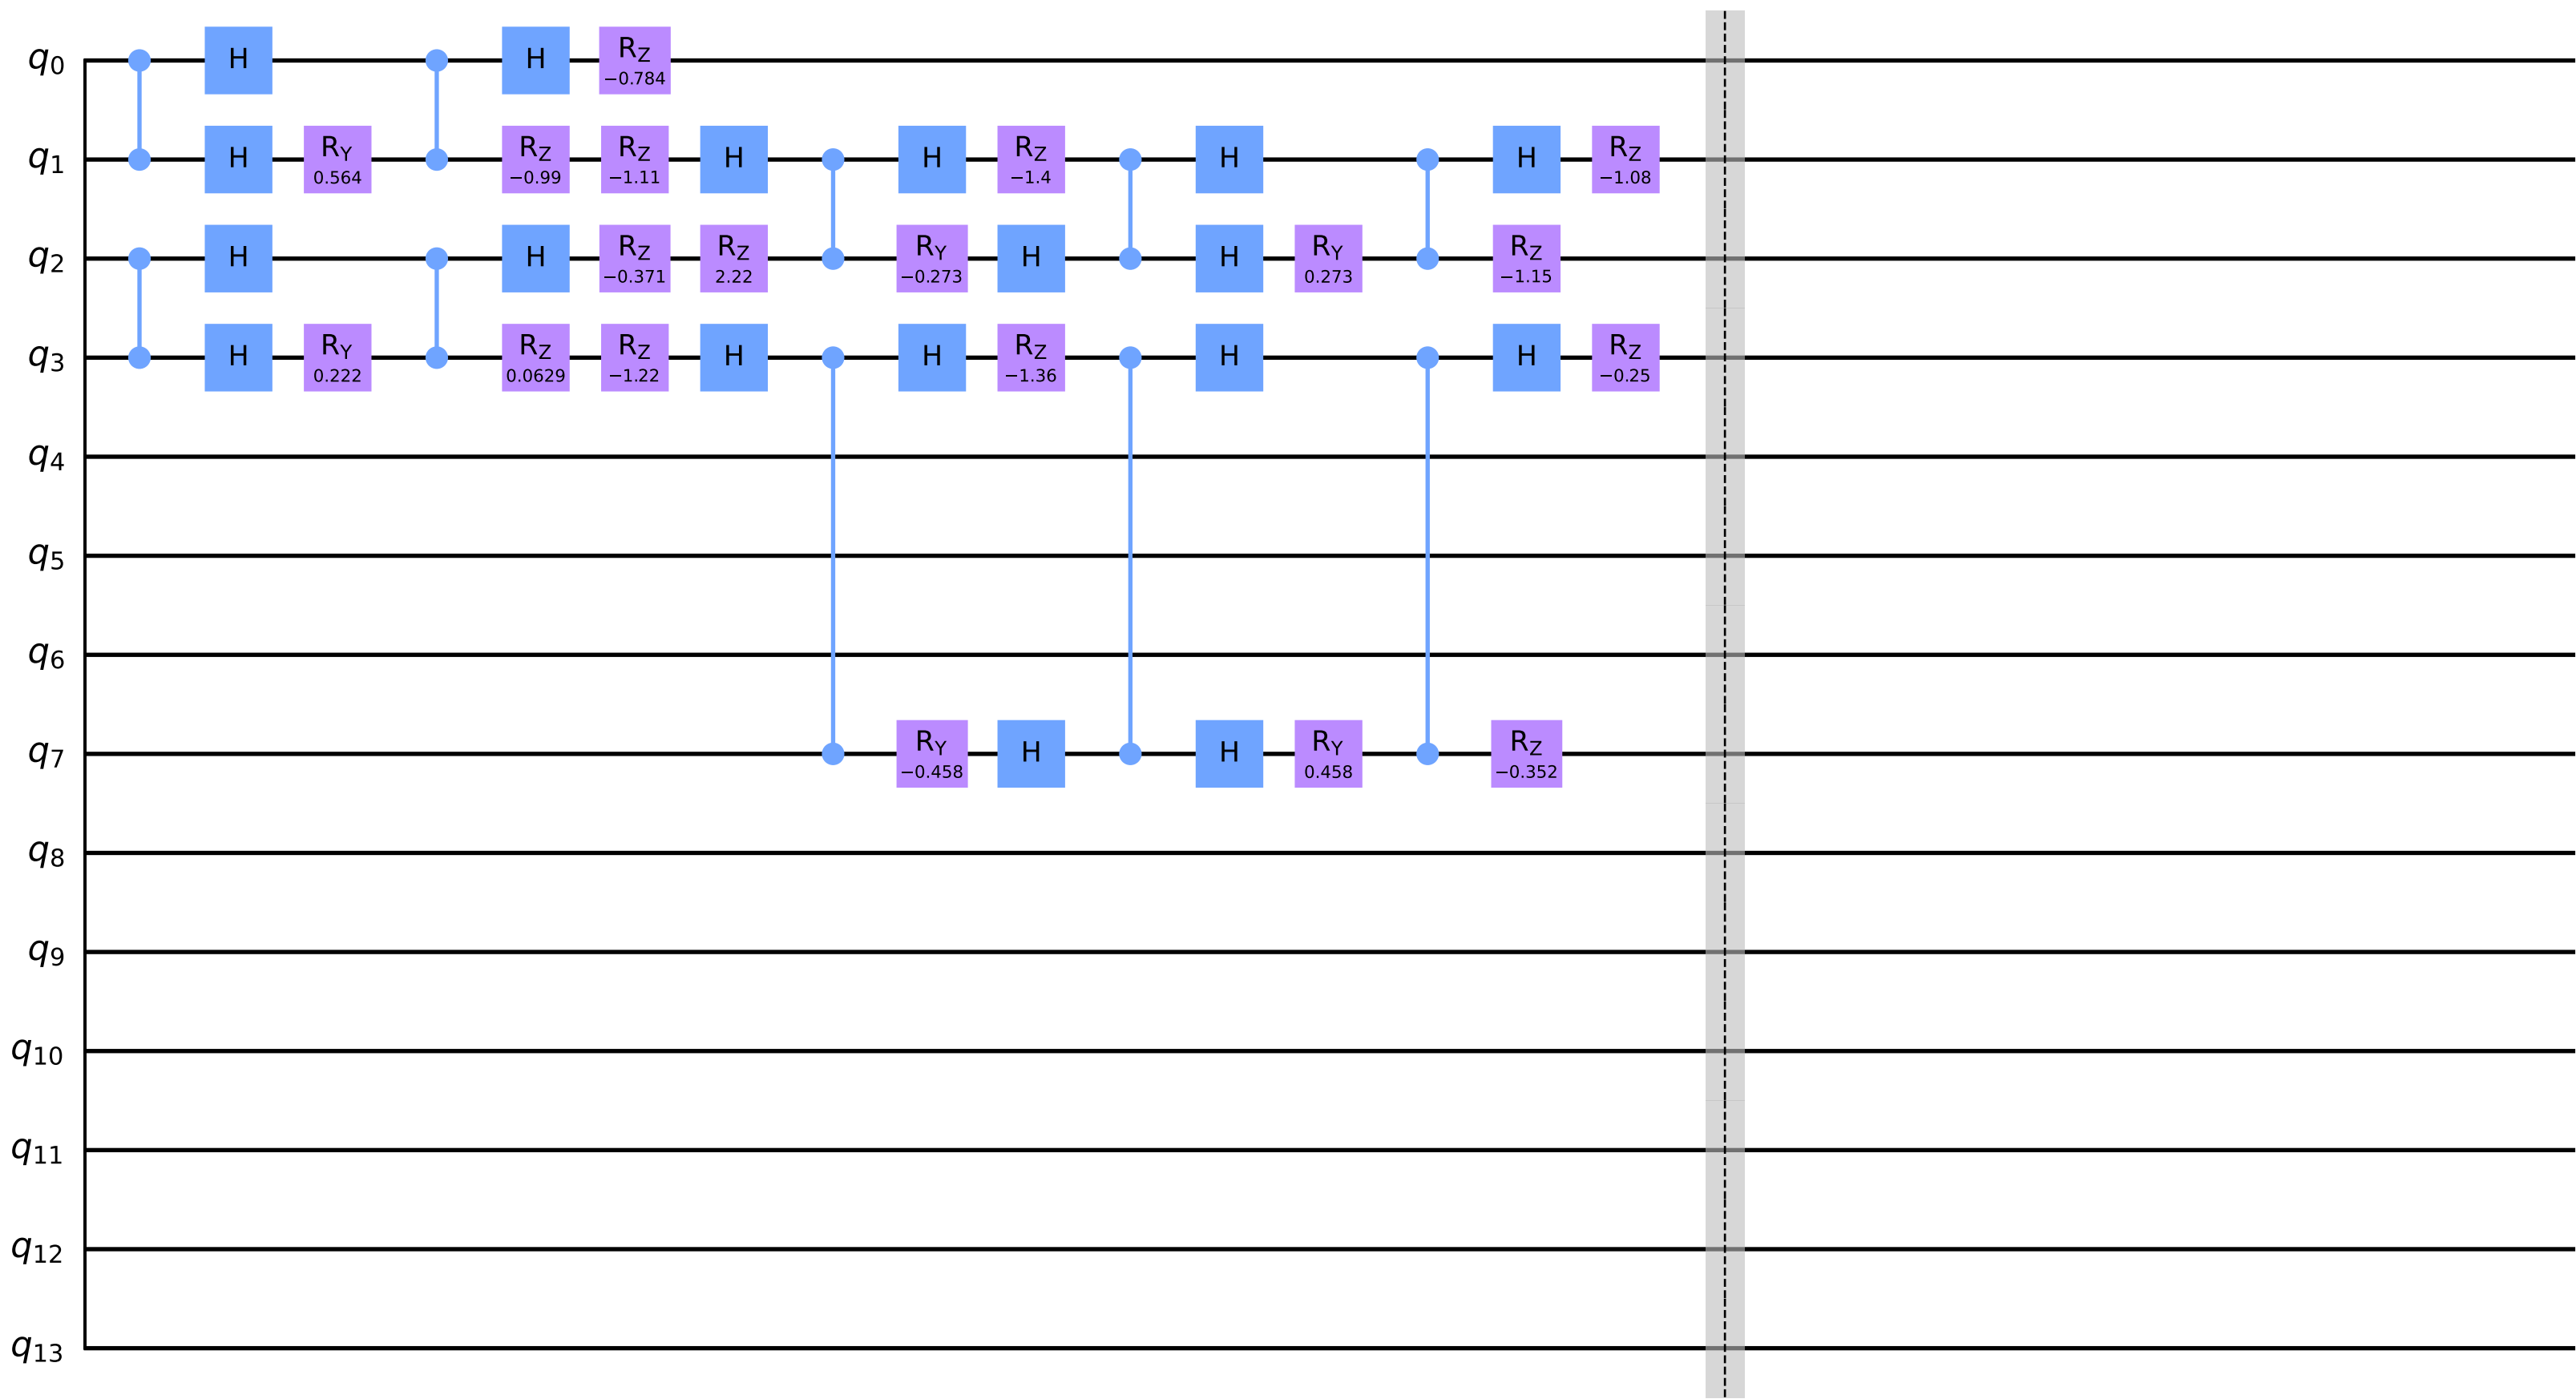 q0 H H RZ −0.784
q1 H RY 0.564 RZ −0.99 RZ −1.11 H H RZ −1.4 H H RZ −1.08
q2 H H RZ −0.371 RZ 2.22 RY −0.273 H H RY 0.273 RZ −1.15
q3 H RY 0.222 RZ 0.0629 RZ −1.22 H H RZ −1.36 H H RZ −0.25
q4
q5
q6
q7 RY −0.458 H H RY 0.458 RZ −0.352
q8
q9
q10
q11
q12
q13